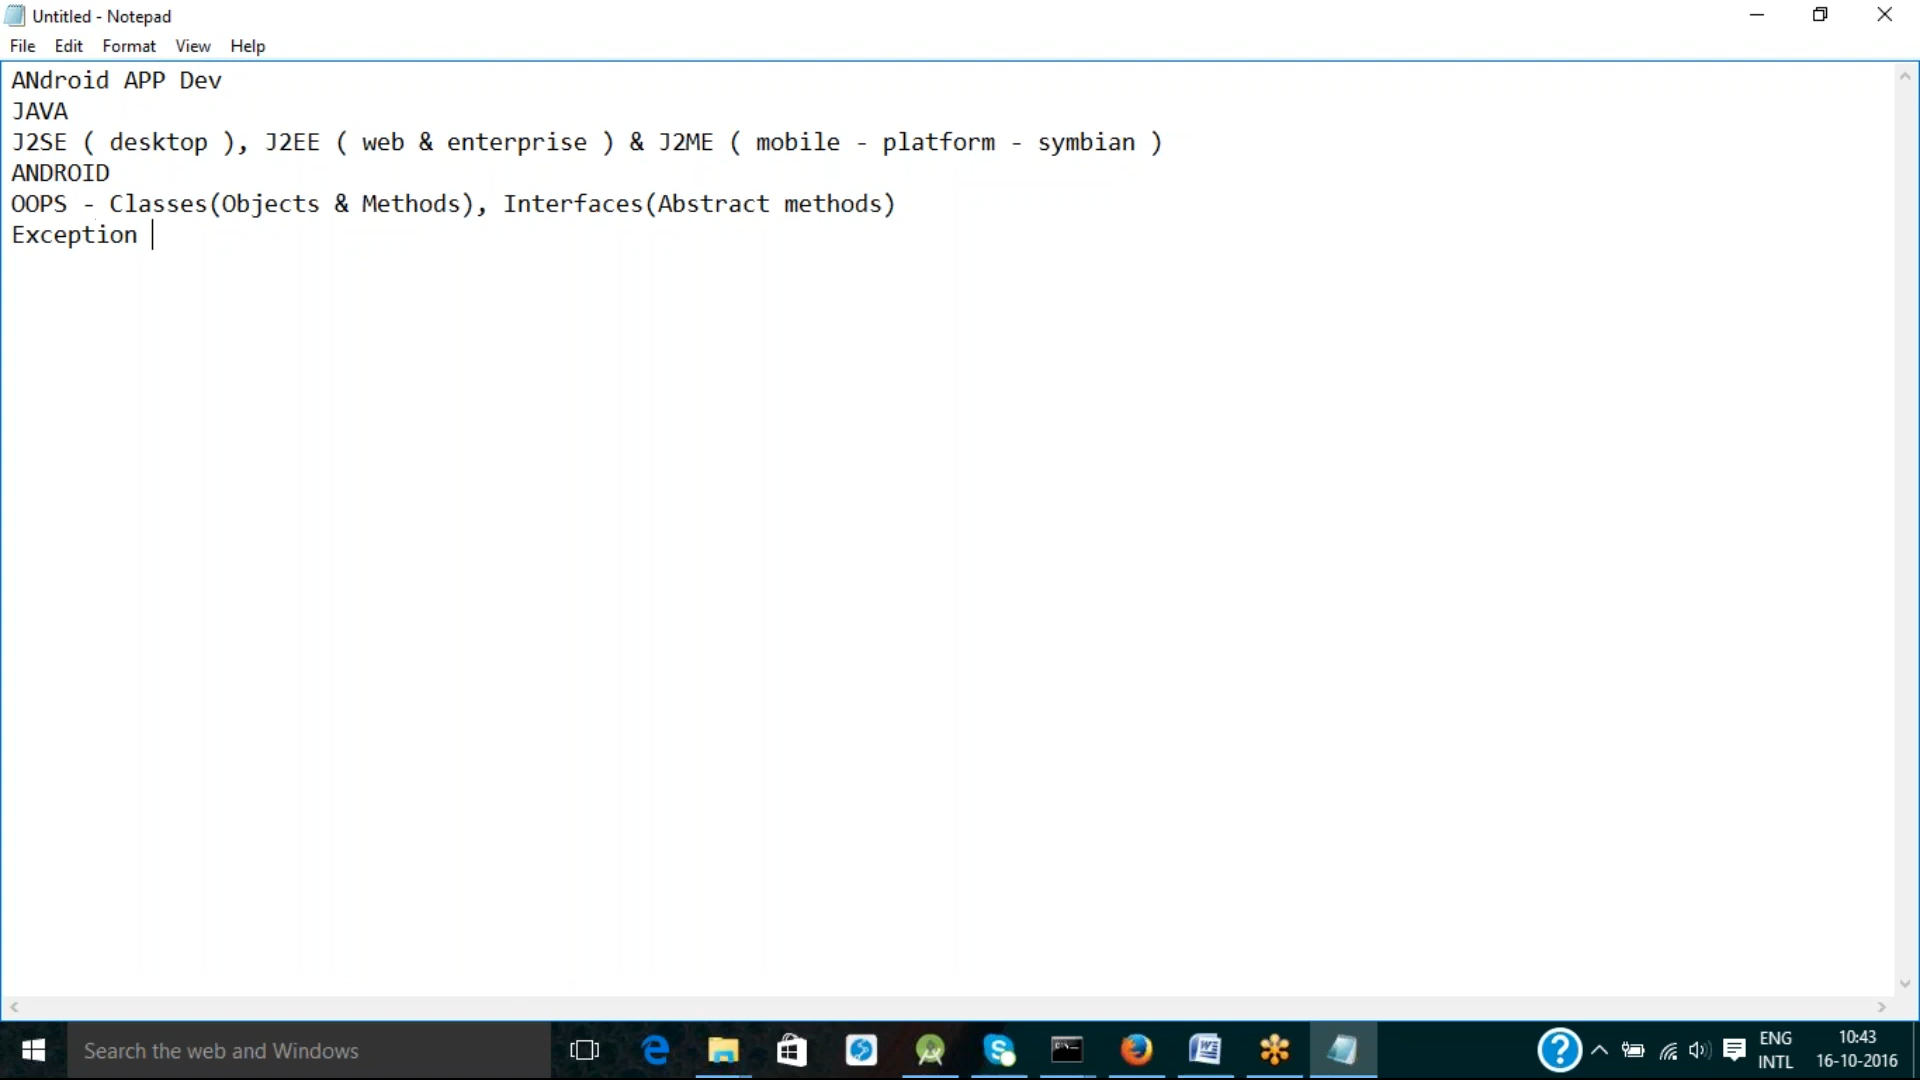 Untitled - Notepad
File Edit Format View Help
ANdroid APP Dev
JAVA
J2SE ( desktop ), J2EE ( web & enterprise ) & J2ME ( mobile - platform - symbian )
ANDROID
OOPS - Classes(Objects & Methods), Interfaces(Abstract methods)
Exception
Search the web and Windows
ENG
INTL
10:43
16-10-2016